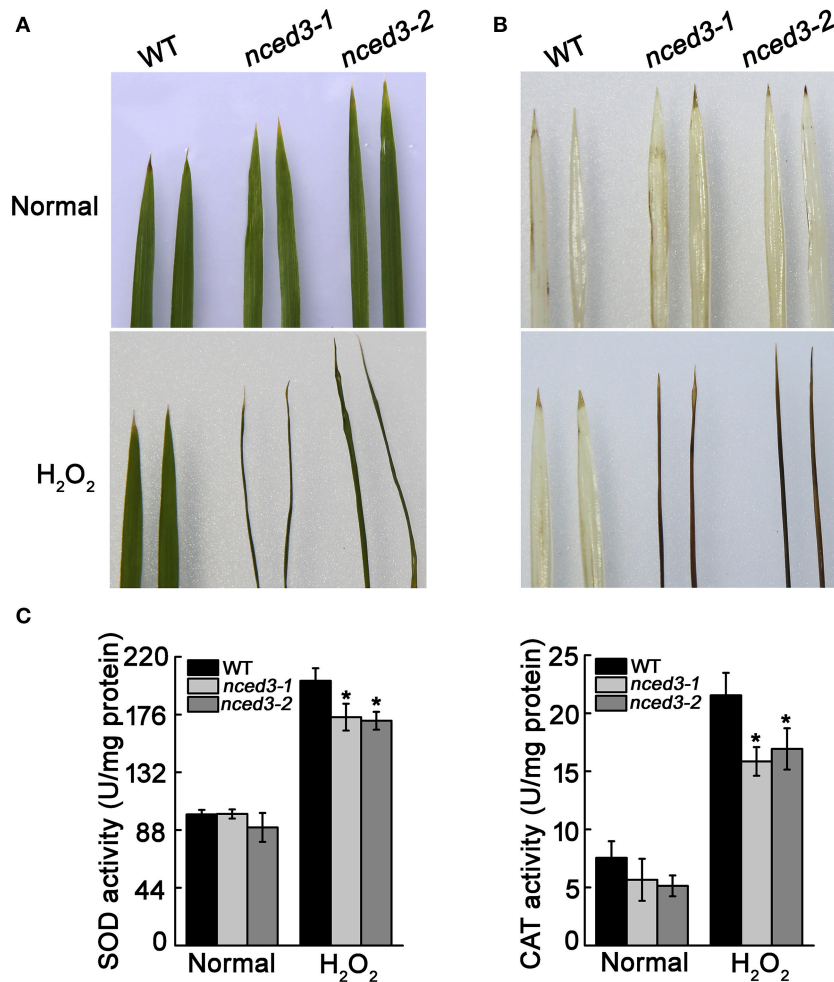 A
WT nced3-1 nced3-2
Normal
H₂O₂
B
WT nced3-1 nced3-2
C
SOD activity (U/mg protein)
220
176
132
88
44
0
WT
nced3-1
nced3-2
* *
Normal H₂O₂
CAT activity (U/mg protein)
25
20
15
10
5
0
WT
nced3-1
nced3-2
* *
Normal H₂O₂